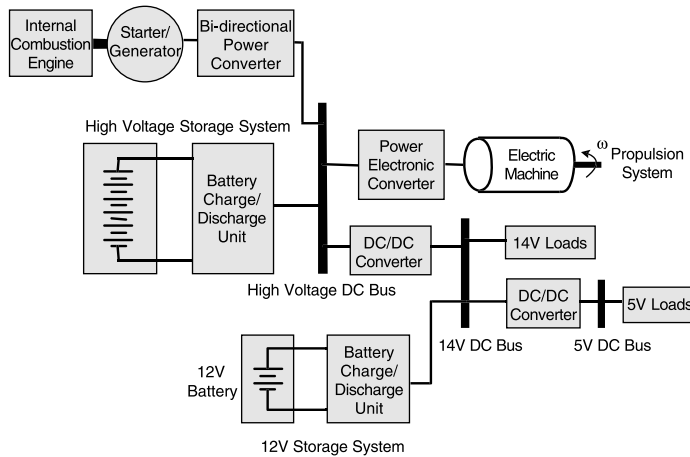 Internal
Combustion
Engine
Starter/
Generator
Bi-directional
Power
Converter
High Voltage Storage System
Battery
Charge/
Discharge
Unit
Power
Electronic
Converter
Electric
Machine
ω
Propulsion
System
DC/DC
Converter
14V Loads
High Voltage DC Bus
DC/DC
Converter
5V Loads
14V DC Bus
5V DC Bus
12V
Battery
Battery
Charge/
Discharge
Unit
12V Storage System